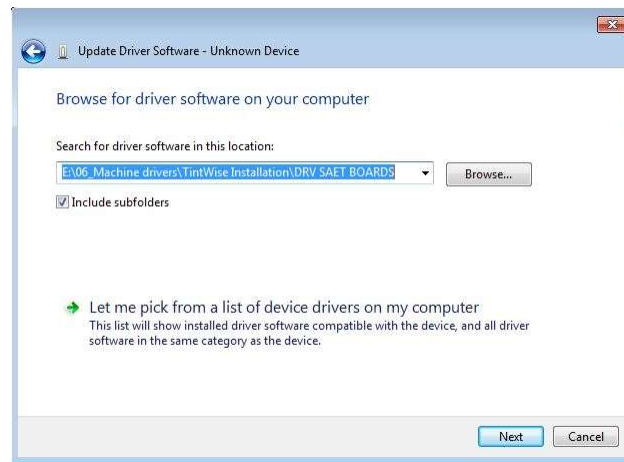 Update Driver Software - Unknown Device
Browse for driver software on your computer
Search for driver software in this location:
E:\06_Machine drivers\TintWise Installation\DRV SAET BOARDS
Browse...
Include subfolders
Let me pick from a list of device drivers on my computer
This list will show installed driver software compatible with the device, and all driver
software in the same category as the device.
Next
Cancel